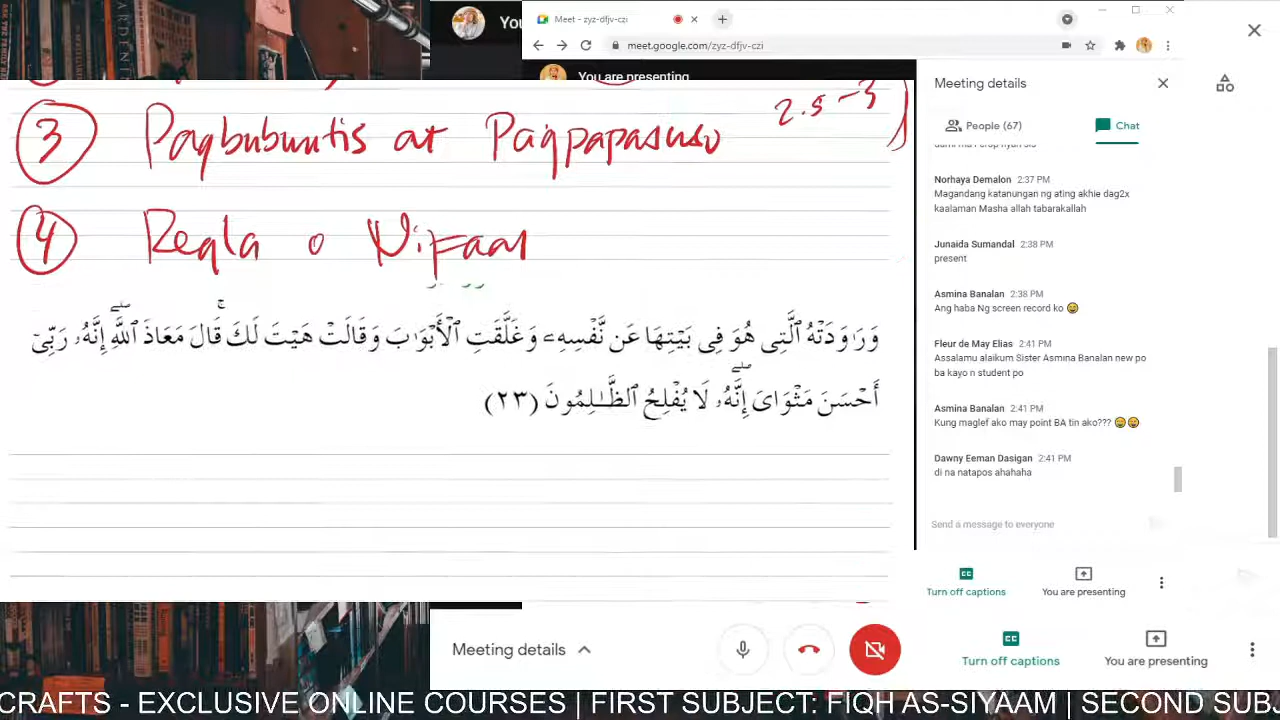 You
Meet - zyz-dfjv-czi
meet.google.com/zyz-dfjv-czi
You are presenting
3 Pagbubuntis at Pagpapasuso 2.5 - 3
4 Regla o Nifaas
وَرَٰوَدَتْهُ ٱلَّتِى هُوَ فِى بَيْتِهَا عَن نَّفْسِهِۦ وَغَلَّقَتِ ٱلْأَبْوَٰبَ وَقَالَتْ هَيْتَ لَكَ ۚ قَالَ مَعَاذَ ٱللَّهِ ۖ إِنَّهُۥ رَبِّىٓ
أَحْسَنَ مَثْوَاىَ ۖ إِنَّهُۥ لَا يُفْلِحُ ٱلظَّـٰلِمُونَ (٢٣)
Meeting details
People (67)
Chat
Norhaya Demalon 2:37 PM
Magandang katanungan ng ating akhie dag2x
kaalaman Masha allah tabarakallah
Junaida Sumandal 2:38 PM
present
Asmina Banalan 2:38 PM
Ang haba Ng screen record ko 😅
Fleur de May Elias 2:41 PM
Assalamu alaikum Sister Asmina Banalan new po
ba kayo n student po
Asmina Banalan 2:41 PM
Kung maglef ako may point BA tin ako??? 😅😅
Dawny Eeman Dasigan 2:41 PM
di na natapos ahahaha
Send a message to everyone
Turn off captions
You are presenting
Meeting details
Turn off captions
You are presenting
CRAFTS - EXCLUSIVE ONLINE COURSES | FIRST SUBJECT: FIQH AS-SIYAAM | SECOND SUBJ